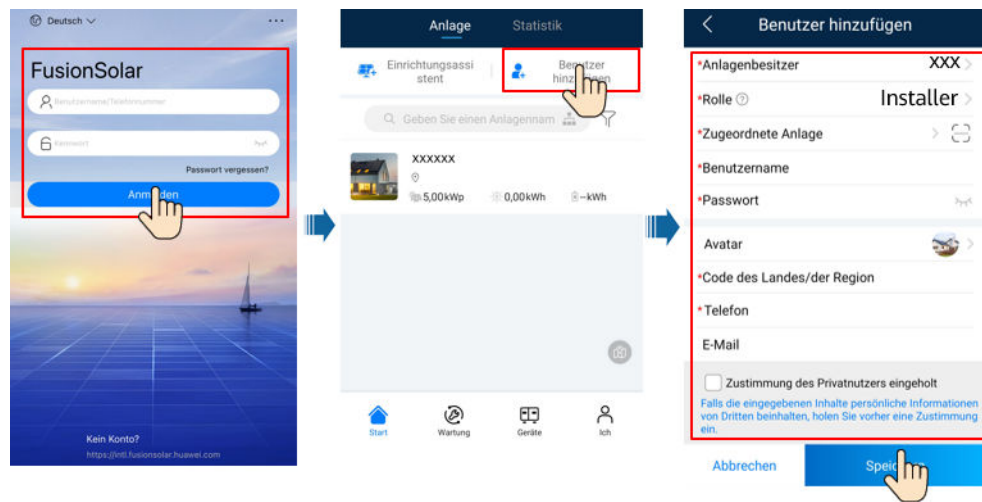 Deutsch
FusionSolar
Benutzername/Telefonnummer
Kennwort
Passwort vergessen?
Anmelden
Kein Konto?
https://intl.fusionsolar.huawei.com
Anlage Statistik
Einrichtungsassi
stent
Benutzer
hinzufügen
Geben Sie einen Anlagennam
XXXXXX
5,00kWp 0,00kWh --kWh
Start Wartung Geräte Ich
Benutzer hinzufügen
*Anlagenbesitzer XXX
*Rolle Installer
*Zugeordnete Anlage
*Benutzername
*Passwort
Avatar
*Code des Landes/der Region
*Telefon
E-Mail
Zustimmung des Privatnutzers eingeholt
Falls die eingegebenen Inhalte persönliche Informationen
von Dritten beinhalten, holen Sie vorher eine Zustimmung
ein.
Abbrechen Speichern